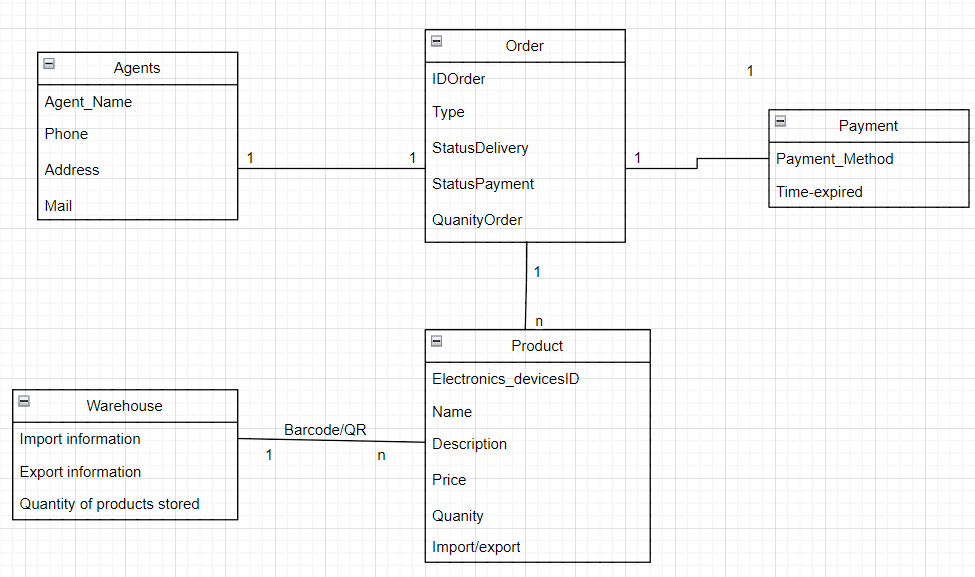 Order
IDOrder
Type
StatusDelivery
StatusPayment
QuanityOrder
Agents
Agent_Name
Phone
Address
Mail
1
1
1
1
Payment
Payment_Method
Time-expired
1
n
Product
Electronics_devicesID
Name
Description
Price
Quanity
Import/export
Warehouse
Import information
Export information
Quantity of products stored
Barcode/QR
1
n